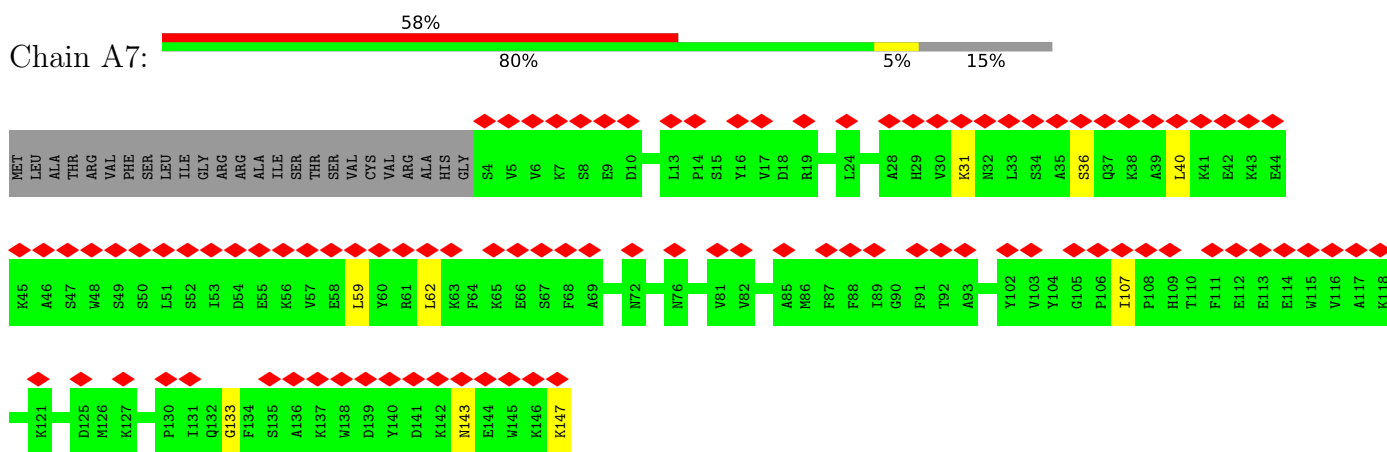 58%
Chain A7:
80% 5% 15%
MET LEU ALA THR ARG VAL PHE SER LEU ILE GLY ARG ARG ALA ILE SER THR SER VAL CYS VAL ARG ALA HIS GLY S4 V5 V6 K7 S8 E9 D10 L13 P14 S15 Y16 V17 D18 R19 L24 A28 H29 V30 K31 N32 L33 S34 A35 S36 Q37 K38 A39 L40 K41 E42 K43 E44
K45 A46 S47 W48 S49 S50 L51 S52 I53 D54 E55 K56 V57 E58 L59 Y60 R61 L62 K63 F64 K65 E66 S67 F68 A69 N72 N76 V81 V82 A85 M86 F87 F88 I89 G90 F91 T92 A93 Y102 V103 Y104 G105 P106 I107 P108 H109 T110 F111 E112 E113 E114 W115 V116 A117 K118
K121 D125 M126 K127 P130 I131 Q132 G133 F134 S135 A136 K137 W138 D139 Y140 D141 K142 N143 E144 W145 K146 K147